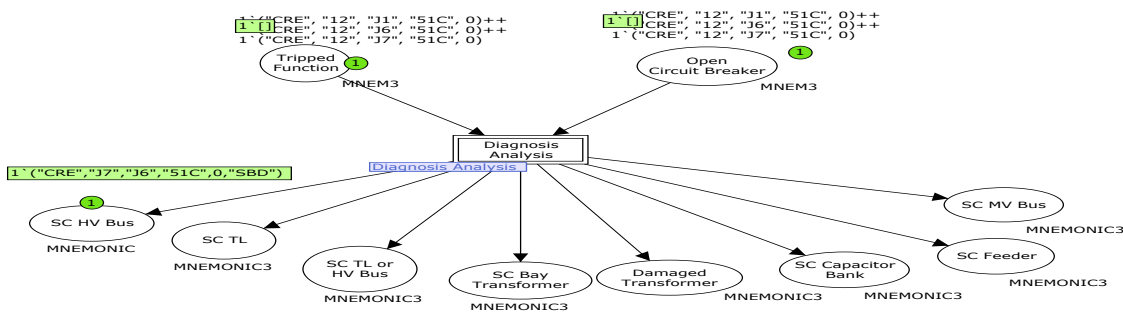 1`("CRE", "12", "J1", "51C", 0)++
1`[]
("CRE", "12", "J6", "51C", 0)++
1`("CRE", "12", "J7", "51C", 0)
1`("CRE", "12", "J1", "51C", 0)++
1`[]
("CRE", "12", "J6", "51C", 0)++
1`("CRE", "12", "J7", "51C", 0)
Tripped
Function
1
MNEM3
Open
Circuit Breaker
1
MNEM3
Diagnosis
Analysis
Diagnosis Analysis
1`("CRE","J7","J6","51C",0,"SBD")
1
SC HV Bus
MNEMONIC
SC TL
MNEMONIC3
SC TL or
HV Bus
MNEMONIC3
SC Bay
Transformer
MNEMONIC3
Damaged
Transformer
MNEMONIC3
SC Capacitor
Bank
MNEMONIC3
SC Feeder
MNEMONIC3
SC MV Bus
MNEMONIC3